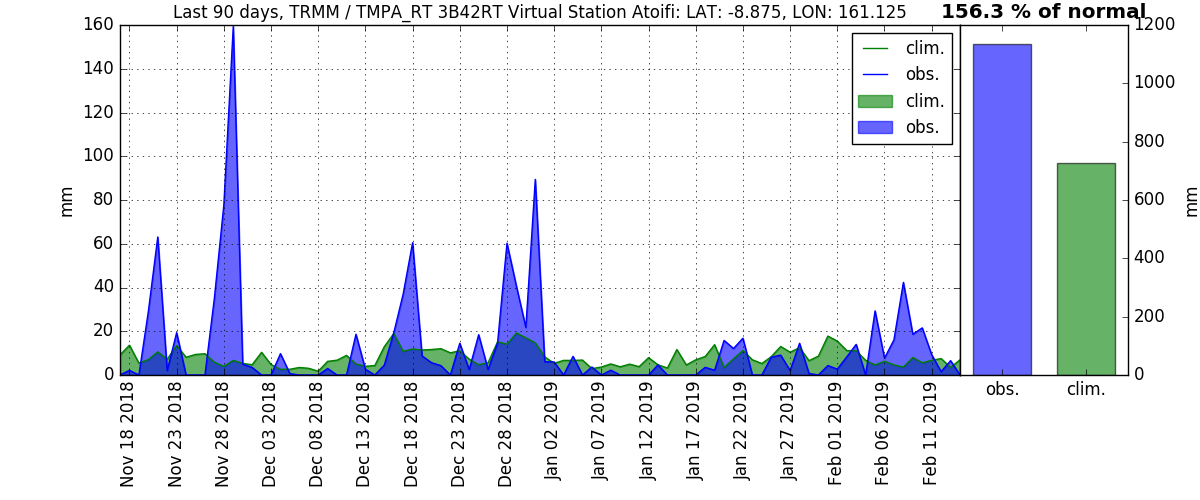 Last 90 days, TRMM / TMPA_RT 3B42RT Virtual Station Atoifi: LAT: -8.875, LON: 161.125
156.3 % of normal
160
140
120
100
80
60
40
20
0
mm
clim.
obs.
clim.
obs.
1200
1000
800
600
400
200
0
mm
Nov 18 2018
Nov 23 2018
Nov 28 2018
Dec 03 2018
Dec 08 2018
Dec 13 2018
Dec 18 2018
Dec 23 2018
Dec 28 2018
Jan 02 2019
Jan 07 2019
Jan 12 2019
Jan 17 2019
Jan 22 2019
Jan 27 2019
Feb 01 2019
Feb 06 2019
Feb 11 2019
obs.
clim.